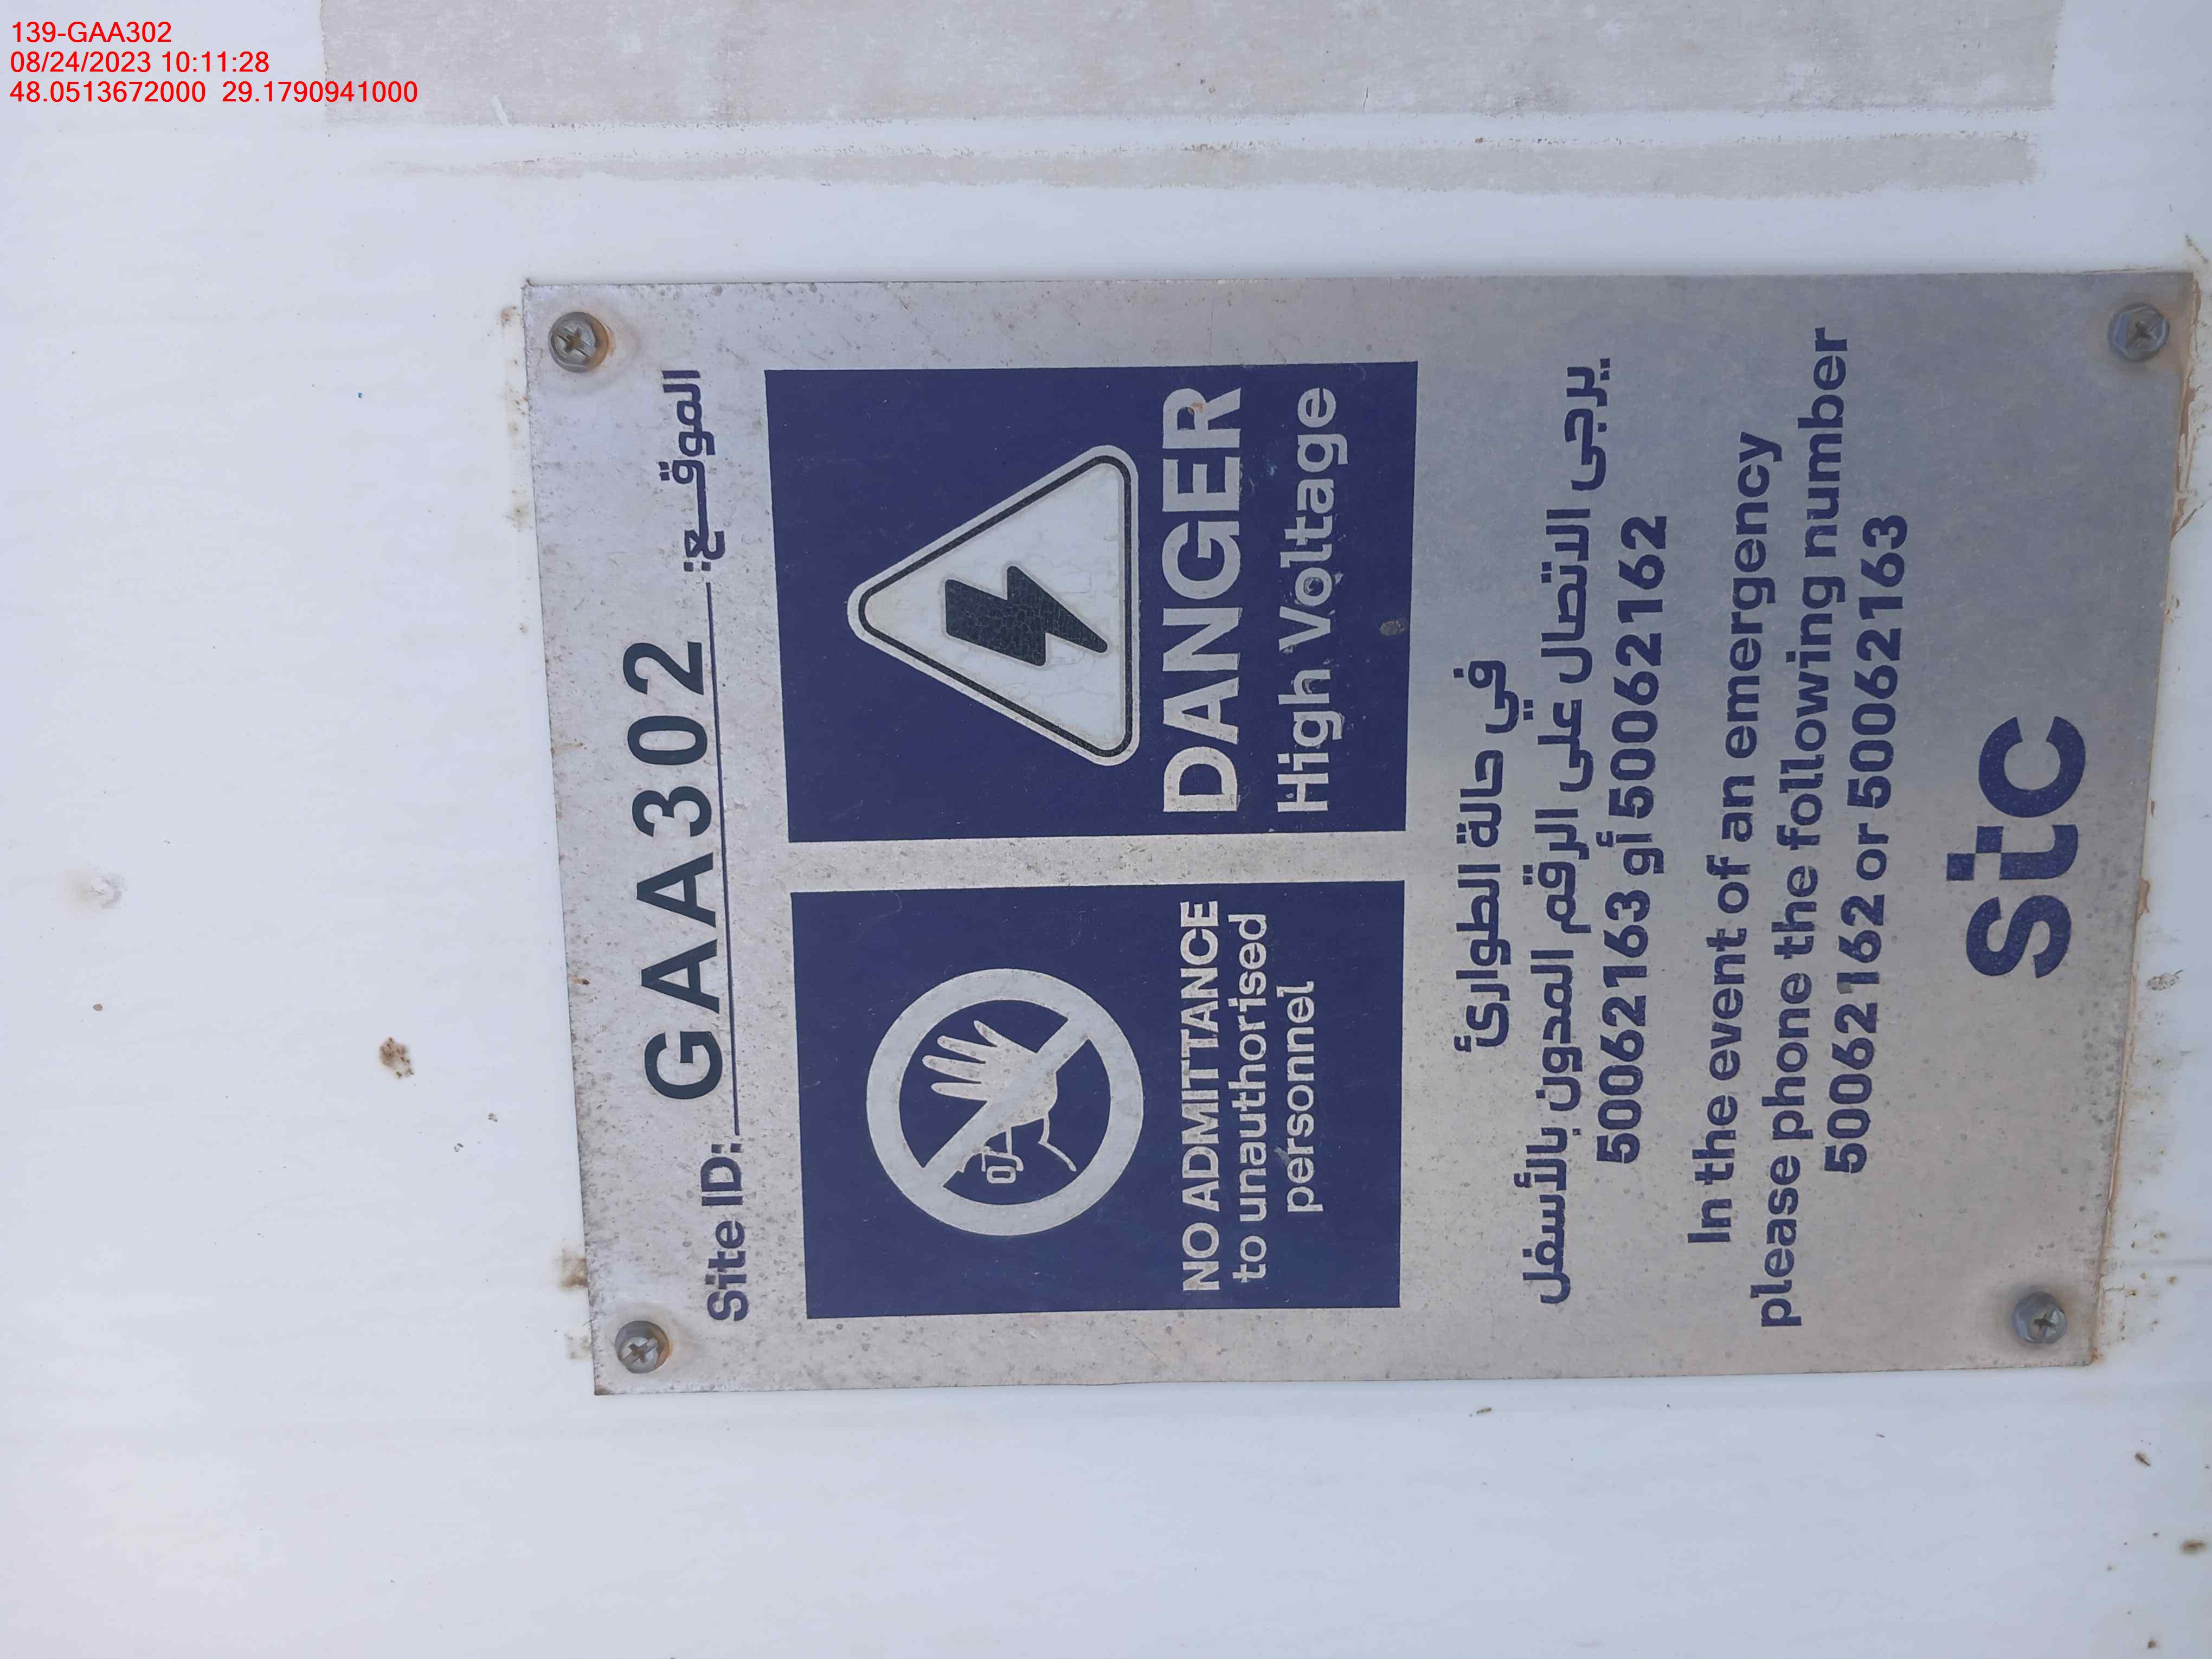 139-GAA302
08/24/2023 10:11:28
48.0513672000 29.1790941000
Site ID: GAA302 الموقـع:
NO ADMITTANCE
to unauthorised
personnel
DANGER
High Voltage
في حالة الطوارئ
يرجى الاتصال على الرقم المدون بالأسفل
50062163 أو 50062162
In the event of an emergency
please phone the following number
50062162 or 50062163
stc